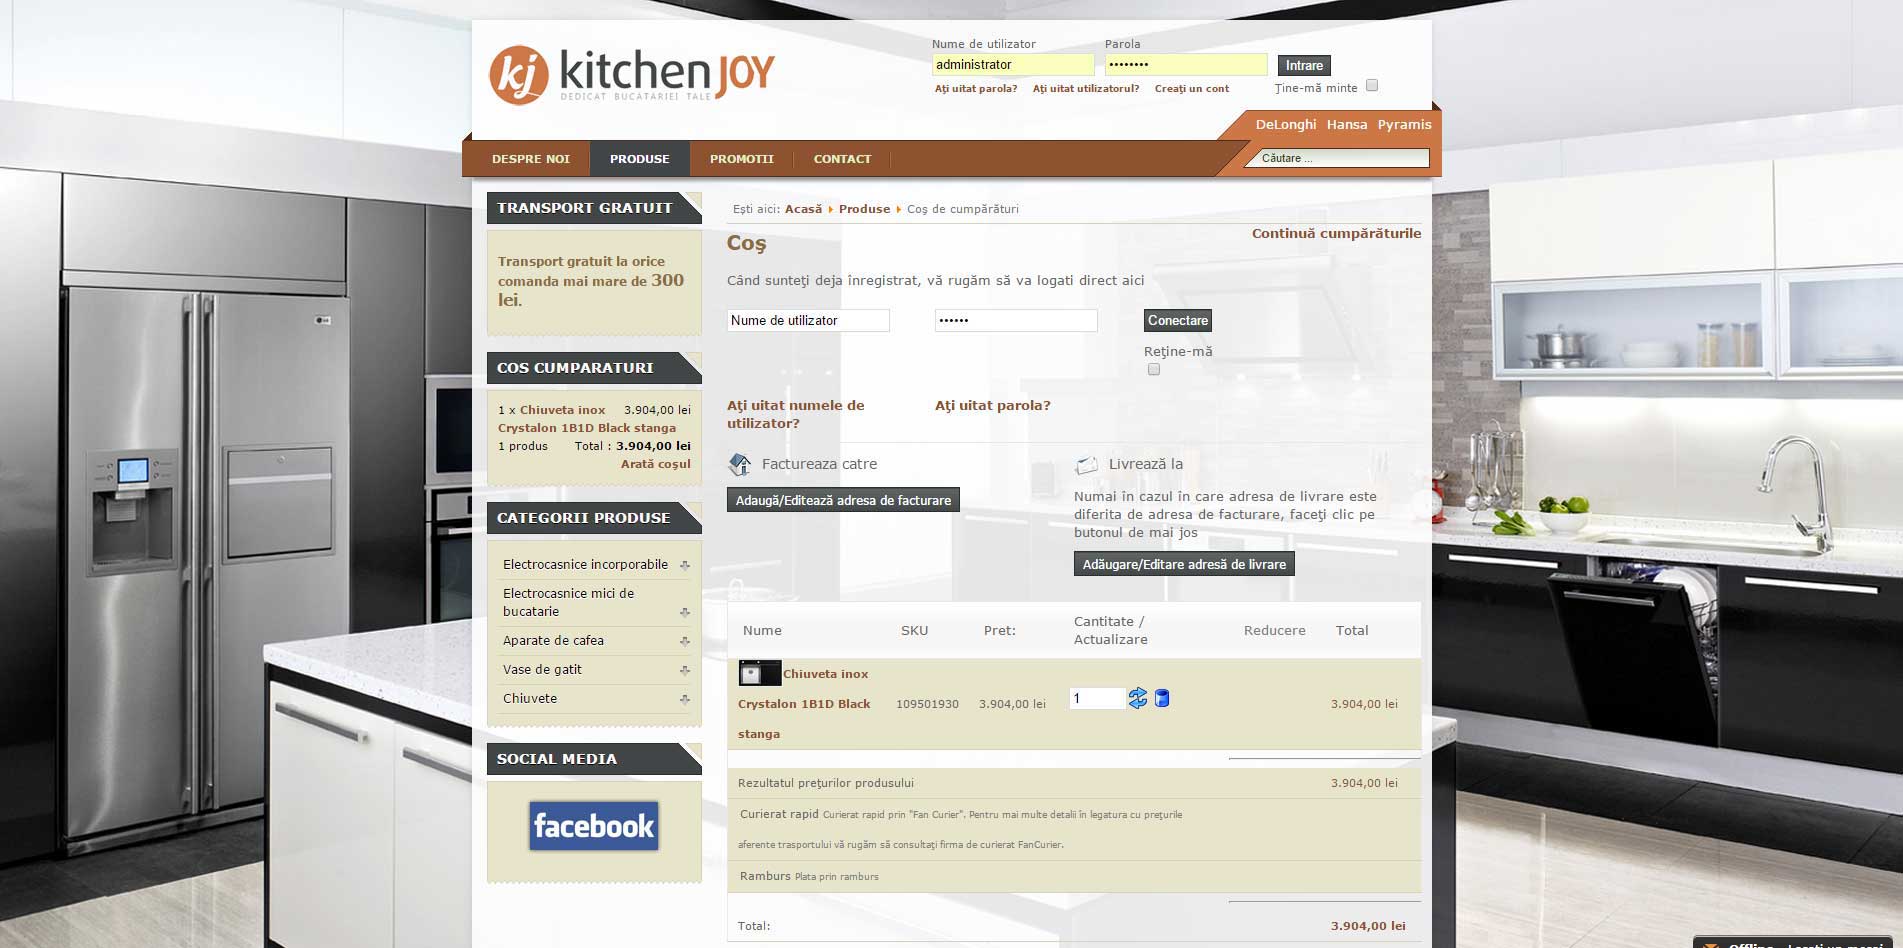 kj kitchen JOY
DEDICAT BUCATARIEI TALE
Nume de utilizator
Parola
administrator
••••••••
Intrare
Aţi uitat parola?
Aţi uitat utilizatorul?
Creaţi un cont
Ţine-mă minte
DeLonghi Hansa Pyramis
DESPRE NOI
PRODUSE
PROMOTII
CONTACT
Căutare ...
TRANSPORT GRATUIT
Transport gratuit la orice
comanda mai mare de 300
lei.
COS CUMPARATURI
1 x Chiuveta inox 3.904,00 lei
Crystalon 1B1D Black stanga
1 produs Total : 3.904,00 lei
Arată coşul
CATEGORII PRODUSE
Electrocasnice incorporabile
Electrocasnice mici de
bucatarie
Aparate de cafea
Vase de gatit
Chiuvete
SOCIAL MEDIA
facebook
Eşti aici: Acasă Produse Coş de cumpărături
Continuă cumpărăturile
Coş
Când sunteţi deja înregistrat, vă rugăm să va logati direct aici
Nume de utilizator
••••••
Conectare
Reţine-mă
Aţi uitat numele de
utilizator?
Aţi uitat parola?
Factureaza catre
Adaugă/Editează adresa de facturare
Livrează la
Numai în cazul în care adresa de livrare este
diferita de adresa de facturare, faceţi clic pe
butonul de mai jos
Adăugare/Editare adresă de livrare
Nume
SKU
Pret:
Cantitate /
Actualizare
Reducere
Total
Chiuveta inox
Crystalon 1B1D Black
stanga
109501930
3.904,00 lei
1
3.904,00 lei
Rezultatul preţurilor produsului 3.904,00 lei
Curierat rapid Curierat rapid prin "Fan Curier". Pentru mai multe detalii în legatura cu preţurile
aferente trasportului vă rugăm să consultaţi firma de curierat FanCurier.
Ramburs Plata prin ramburs
Total: 3.904,00 lei